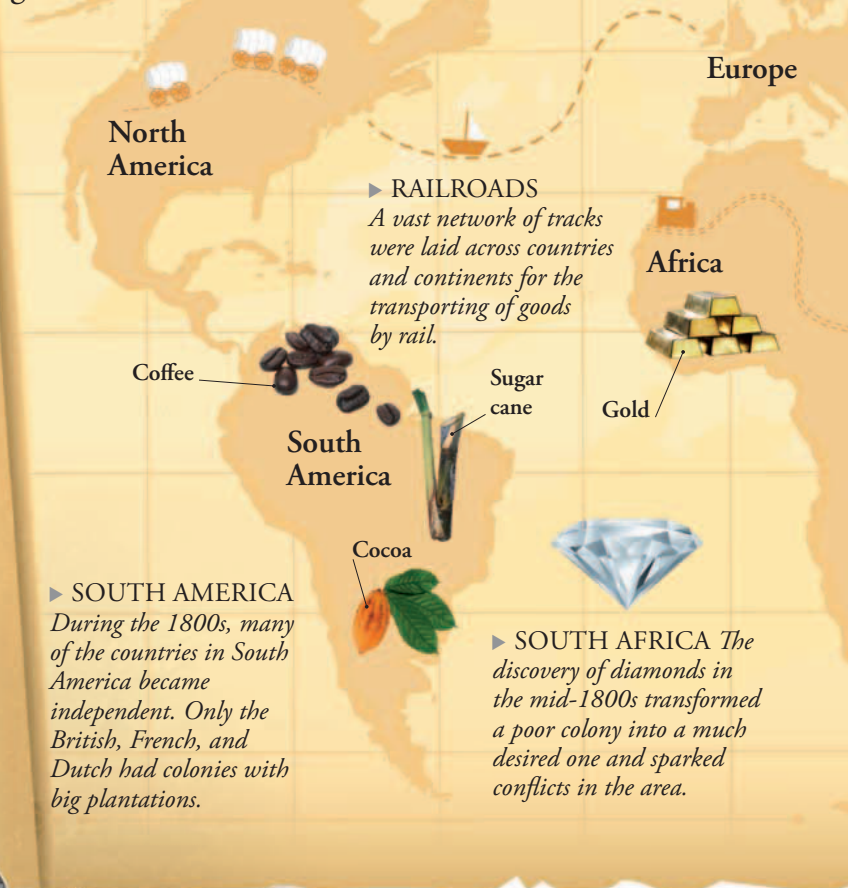 Europe
North
America
▶ RAILROADS
A vast network of tracks
were laid across countries
and continents for the
transporting of goods
by rail.
Africa
Coffee
Sugar
cane
Gold
South
America
Cocoa
▶ SOUTH AMERICA
During the 1800s, many
of the countries in South
America became
independent. Only the
British, French, and
Dutch had colonies with
big plantations.
▶ SOUTH AFRICA The
discovery of diamonds in
the mid-1800s transformed
a poor colony into a much
desired one and sparked
conflicts in the area.